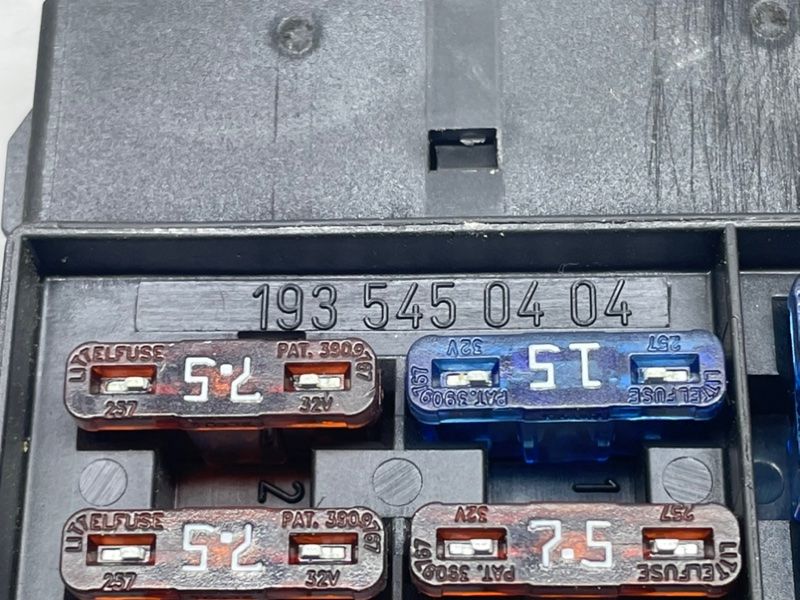 193 545 04 04
LITTELFUSE 7.5 PAT. 3909767
257 32V
32V 15 257
PAT.3909767 LITTELFUSE
2 1
LITTELFUSE 7.5 PAT. 3909767
257 32V
32V 7.5 257
PAT.3909767 LITTELFUSE